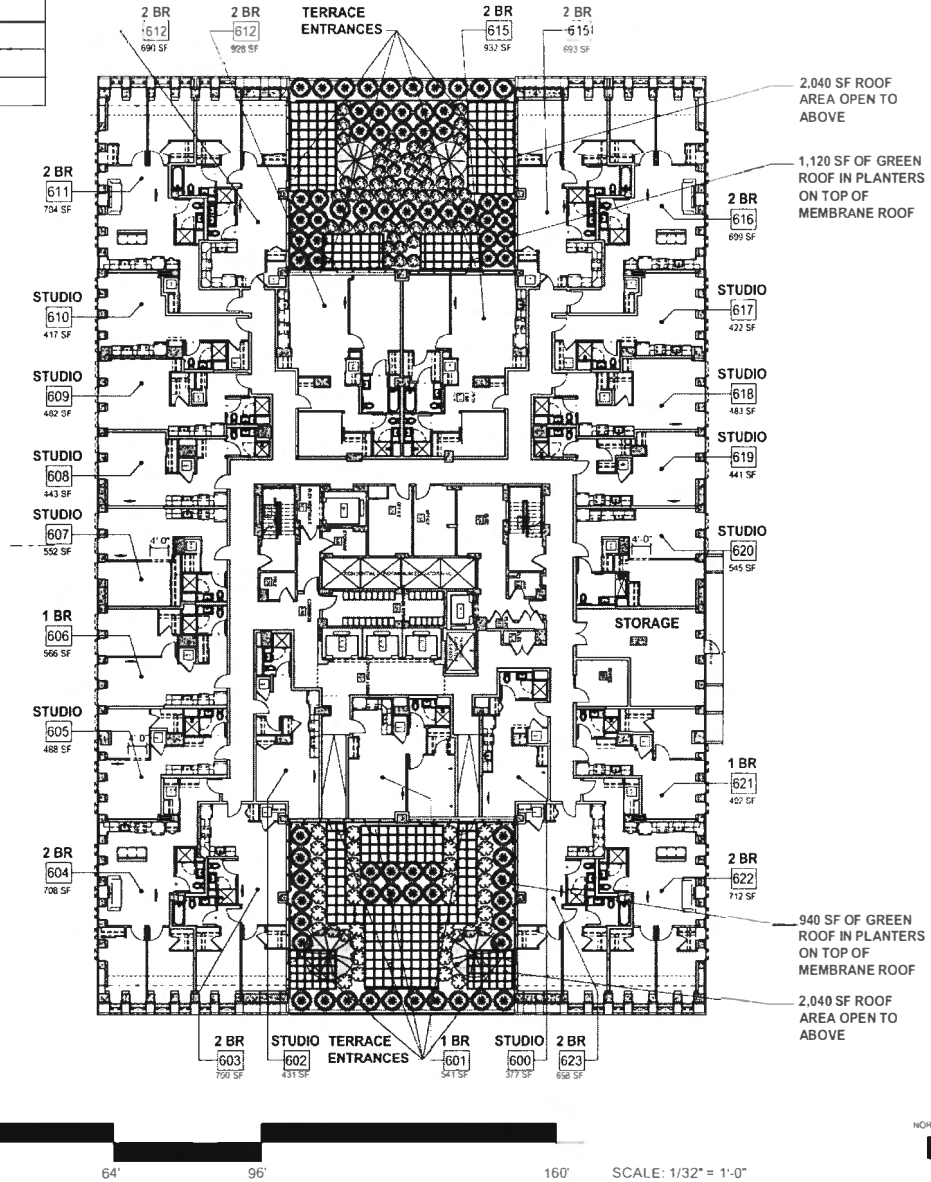 2 BR
612
690 SF
2 BR
612
928 SF
TERRACE
ENTRANCES
2 BR
615
932 SF
2 BR
615
693 SF
2,040 SF ROOF
AREA OPEN TO
ABOVE
1,120 SF OF GREEN
ROOF IN PLANTERS
ON TOP OF
MEMBRANE ROOF
2 BR
611
704 SF
2 BR
616
699 SF
STUDIO
610
417 SF
STUDIO
617
422 SF
STUDIO
609
482 SF
STUDIO
618
483 SF
STUDIO
608
443 SF
STUDIO
619
441 SF
STUDIO
607
552 SF
4'-0"
4'-0"
STUDIO
620
545 SF
1 BR
606
566 SF
STORAGE
STUDIO
605
488 SF
1 BR
621
2 BR
604
708 SF
2 BR
622
712 SF
940 SF OF GREEN
ROOF IN PLANTERS
ON TOP OF
MEMBRANE ROOF
2,040 SF ROOF
AREA OPEN TO
ABOVE
2 BR
603
700 SF
STUDIO
602
431 SF
TERRACE
ENTRANCES
1 BR
601
541 SF
STUDIO
600
377 SF
2 BR
623
698 SF
64'
96'
160'
SCALE: 1/32" = 1'-0"